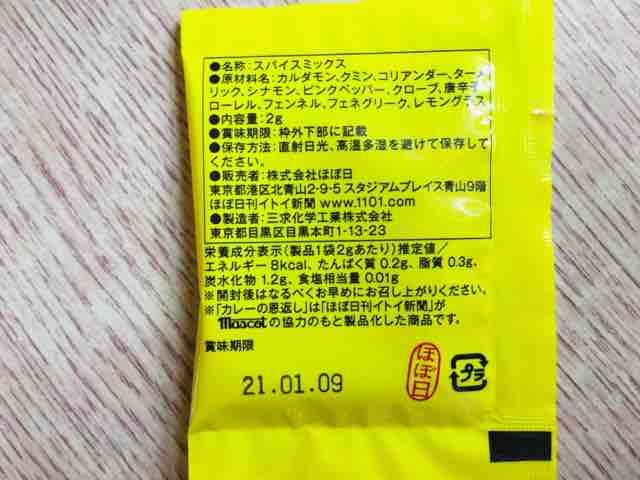 ●名称:スパイスミックス
●原材料名:カルダモン、クミン、コリアンダー、ターメ
リック、シナモン、ピンクペッパー、クローブ、唐辛子、
ローレル、フェンネル、フェネグリーク、レモングラス
●内容量:2g
●賞味期限:枠外下部に記載
●保存方法:直射日光、高温多湿を避けて保存して
ください。
●販売者:株式会社ほぼ日
東京都港区北青山2-9-5 スタジアムプレイス青山9階
ほぼ日刊イトイ新聞 www.1101.com
●製造者:三求化学工業株式会社
東京都目黒区目黒本町1-13-23
栄養成分表示(製品1袋2gあたり)推定値/
エネルギー8kcal、たんぱく質0.2g、脂質0.3g、
炭水化物1.2g、食塩相当量0.01g
※開封後はなるべくお早めにお召し上がりください。
※「カレーの恩返し」は「ほぼ日刊イトイ新聞」が
mascotの協力のもと製品化した商品です。
賞味期限
21.01.09
ほぼ日
プラ